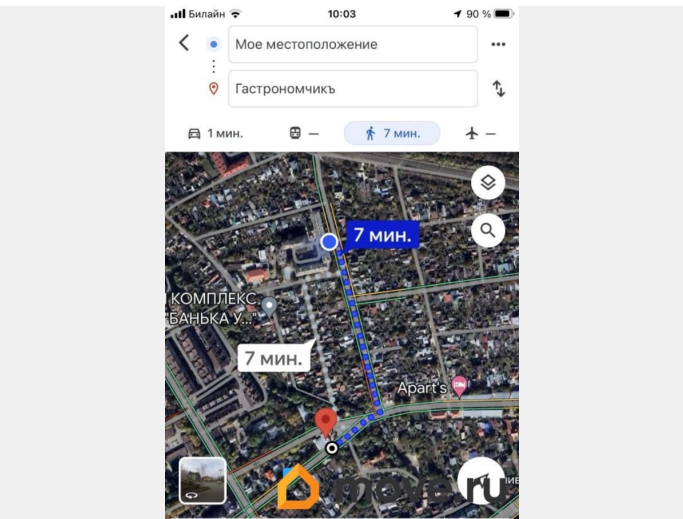 Билайн 10:03 90 %
Мое местоположение
Гастрономчикъ
1 мин. — 7 мин. —
7 мин.
КОМПЛЕКС
"БАНЬКА У..."
7 мин.
Apart's
move.ru